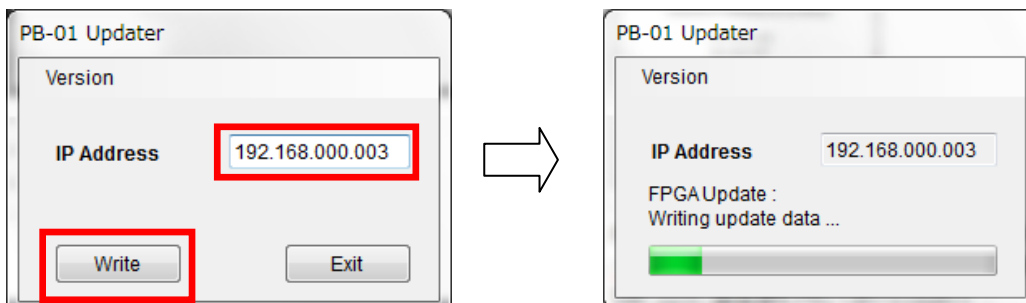 PB-01 Updater
Version
IP Address 192.168.000.003
Write Exit
PB-01 Updater
Version
IP Address 192.168.000.003
FPGA Update :
Writing update data ...